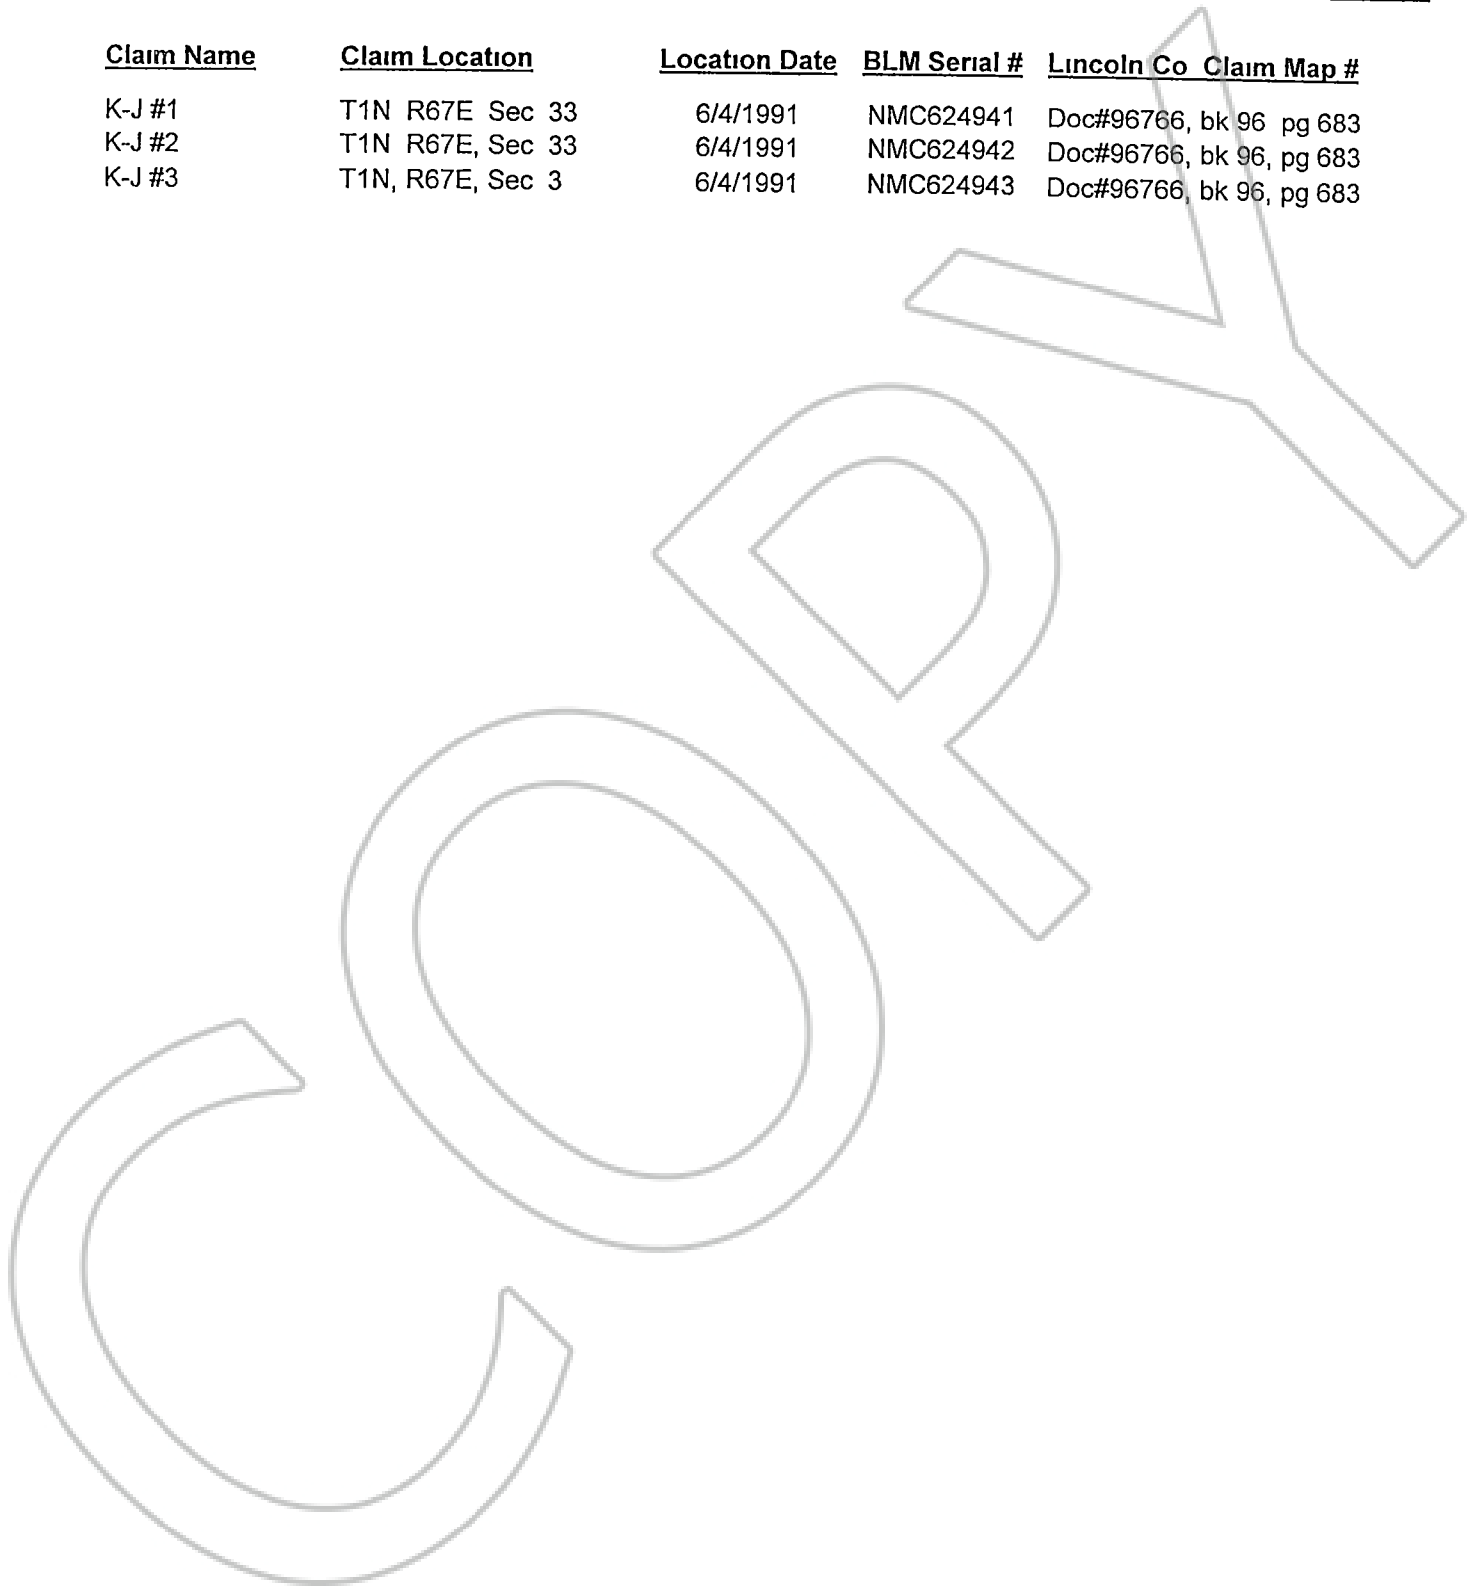 Claim Name Claim Location Location Date BLM Serial # Lincoln Co Claim Map #
K-J #1 T1N R67E Sec 33 6/4/1991 NMC624941 Doc#96766, bk 96 pg 683
K-J #2 T1N R67E, Sec 33 6/4/1991 NMC624942 Doc#96766, bk 96, pg 683
K-J #3 T1N, R67E, Sec 3 6/4/1991 NMC624943 Doc#96766, bk 96, pg 683
COPY